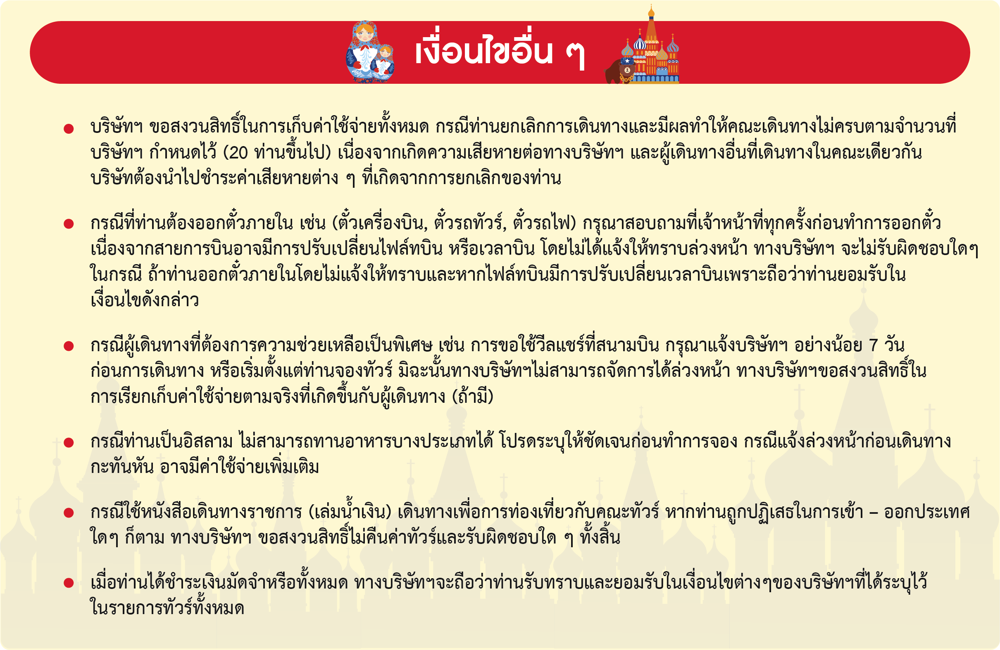 เงื่อนไขอื่น ๆ
บริษัทฯ ขอสงวนสิทธิ์ในการเก็บค่าใช้จ่ายทั้งหมด กรณีท่านยกเลิกการเดินทางและมีผลทำให้คณะเดินทางไม่ครบตามจำนวนที่
บริษัทฯ กำหนดไว้ (20 ท่านขึ้นไป) เนื่องจากเกิดความเสียหายต่อทางบริษัทฯ และผู้เดินทางอื่นที่เดินทางในคณะเดียวกัน
บริษัทต้องนำไปชำระค่าเสียหายต่าง ๆ ที่เกิดจากการยกเลิกของท่าน
กรณีที่ท่านต้องออกตั๋วภายใน เช่น (ตั๋วเครื่องบิน, ตั๋วรถทัวร์, ตั๋วรถไฟ) กรุณาสอบถามที่เจ้าหน้าที่ทุกครั้งก่อนทำการออกตั๋ว
เนื่องจากสายการบินอาจมีการปรับเปลี่ยนไฟล์ทบิน หรือเวลาบิน โดยไม่ได้แจ้งให้ทราบล่วงหน้า ทางบริษัทฯ จะไม่รับผิดชอบใดๆ
ในกรณี ถ้าท่านออกตั๋วภายในโดยไม่แจ้งให้ทราบและหากไฟล์ทบินมีการปรับเปลี่ยนเวลาบินเพราะถือว่าท่านยอมรับใน
เงื่อนไขดังกล่าว
กรณีผู้เดินทางที่ต้องการความช่วยเหลือเป็นพิเศษ เช่น การขอใช้วีลแชร์ที่สนามบิน กรุณาแจ้งบริษัทฯ อย่างน้อย 7 วัน
ก่อนการเดินทาง หรือเริ่มตั้งแต่ท่านจองทัวร์ มิฉะนั้นทางบริษัทฯไม่สามารถจัดการได้ล่วงหน้า ทางบริษัทฯขอสงวนสิทธิ์ใน
การเรียกเก็บค่าใช้จ่ายตามจริงที่เกิดขึ้นกับผู้เดินทาง (ถ้ามี)
กรณีท่านเป็นอิสลาม ไม่สามารถทานอาหารบางประเภทได้ โปรดระบุให้ชัดเจนก่อนทำการจอง กรณีแจ้งล่วงหน้าก่อนเดินทาง
กะทันหัน อาจมีค่าใช้จ่ายเพิ่มเติม
กรณีใช้หนังสือเดินทางราชการ (เล่มน้ำเงิน) เดินทางเพื่อการท่องเที่ยวกับคณะทัวร์ หากท่านถูกปฏิเสธในการเข้า – ออกประเทศ
ใดๆ ก็ตาม ทางบริษัทฯ ขอสงวนสิทธิ์ไม่คืนค่าทัวร์และรับผิดชอบใด ๆ ทั้งสิ้น
เมื่อท่านได้ชำระเงินมัดจำหรือทั้งหมด ทางบริษัทฯจะถือว่าท่านรับทราบและยอมรับในเงื่อนไขต่างๆของบริษัทฯที่ได้ระบุไว้
ในรายการทัวร์ทั้งหมด